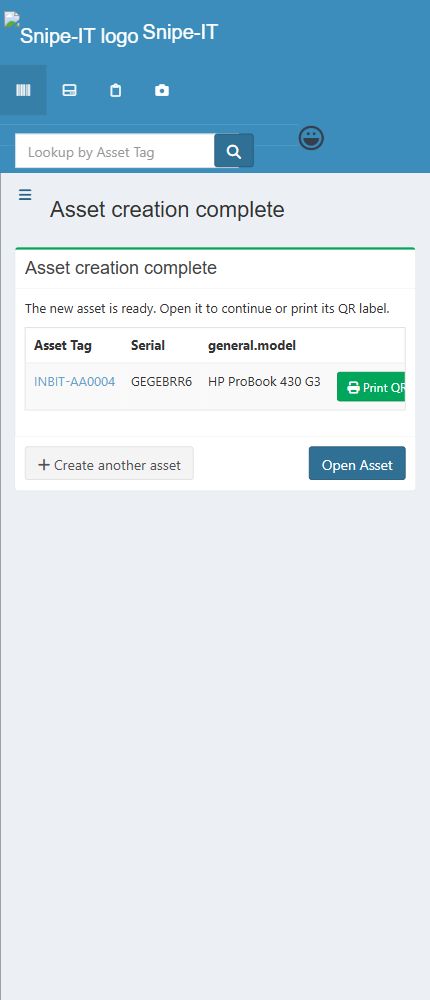 Snipe-IT logo Snipe-IT
Lookup by Asset Tag
Asset creation complete
Asset creation complete
The new asset is ready. Open it to continue or print its QR label.
Asset Tag Serial general.model
INBIT-AA0004 GEGEBRR6 HP ProBook 430 G3 Print QR
Create another asset Open Asset